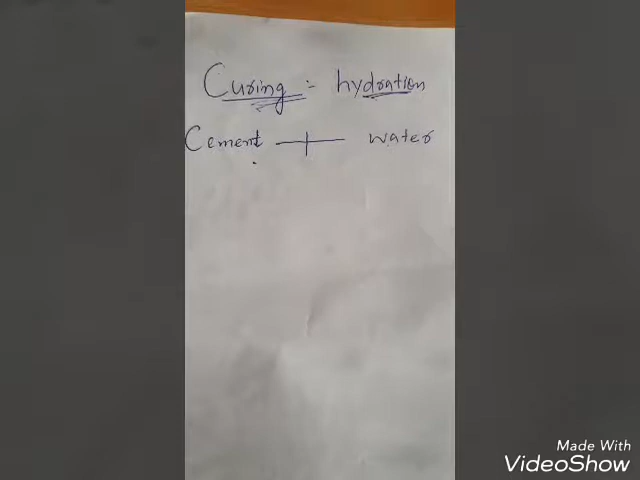 Curing :- hydration
Cement + water
Made With
VideoShow